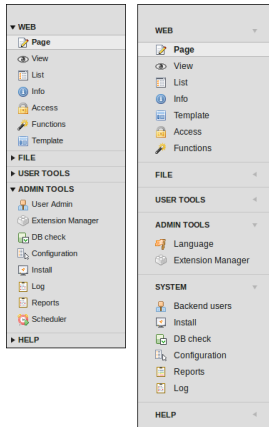 WEB
Page
View
List
Info
Access
Functions
Template
FILE
USER TOOLS
ADMIN TOOLS
User Admin
Extension Manager
DB check
Configuration
Install
Log
Reports
Scheduler
HELP
WEB
Page
View
List
Info
Template
Access
Functions
FILE
USER TOOLS
ADMIN TOOLS
Language
Extension Manager
SYSTEM
Backend users
Install
DB check
Configuration
Reports
Log
HELP